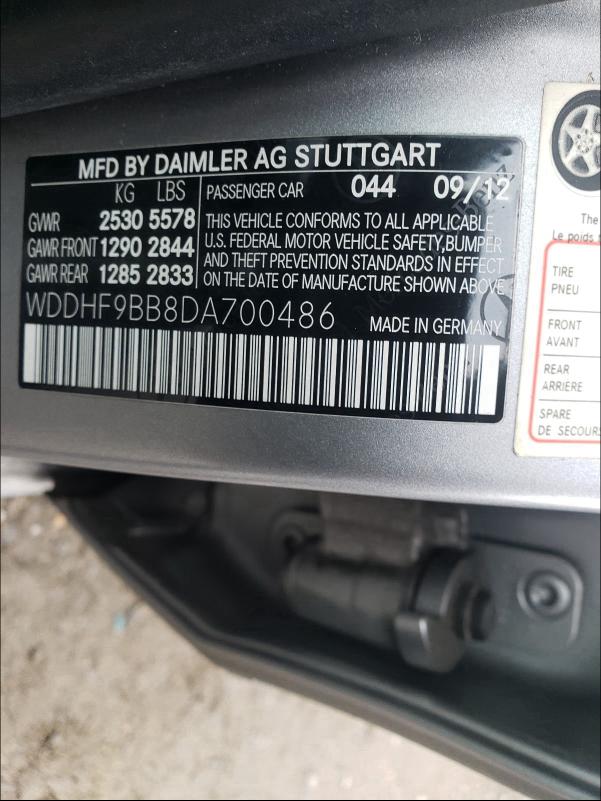 MFD BY DAIMLER AG STUTTGART
KG LBS
GVWR 2530 5578
GAWR FRONT 1290 2844
GAWR REAR 1285 2833
PASSENGER CAR 044 09/12
THIS VEHICLE CONFORMS TO ALL APPLICABLE
U.S. FEDERAL MOTOR VEHICLE SAFETY, BUMPER
AND THEFT PREVENTION STANDARDS IN EFFECT
ON THE DATE OF MANUFACTURE SHOWN ABOVE
WDDHF9BB8DA700486 MADE IN GERMANY
Le poids
TIRE
PNEU
FRONT
AVANT
REAR
ARRIERE
SPARE
DE SECOURS